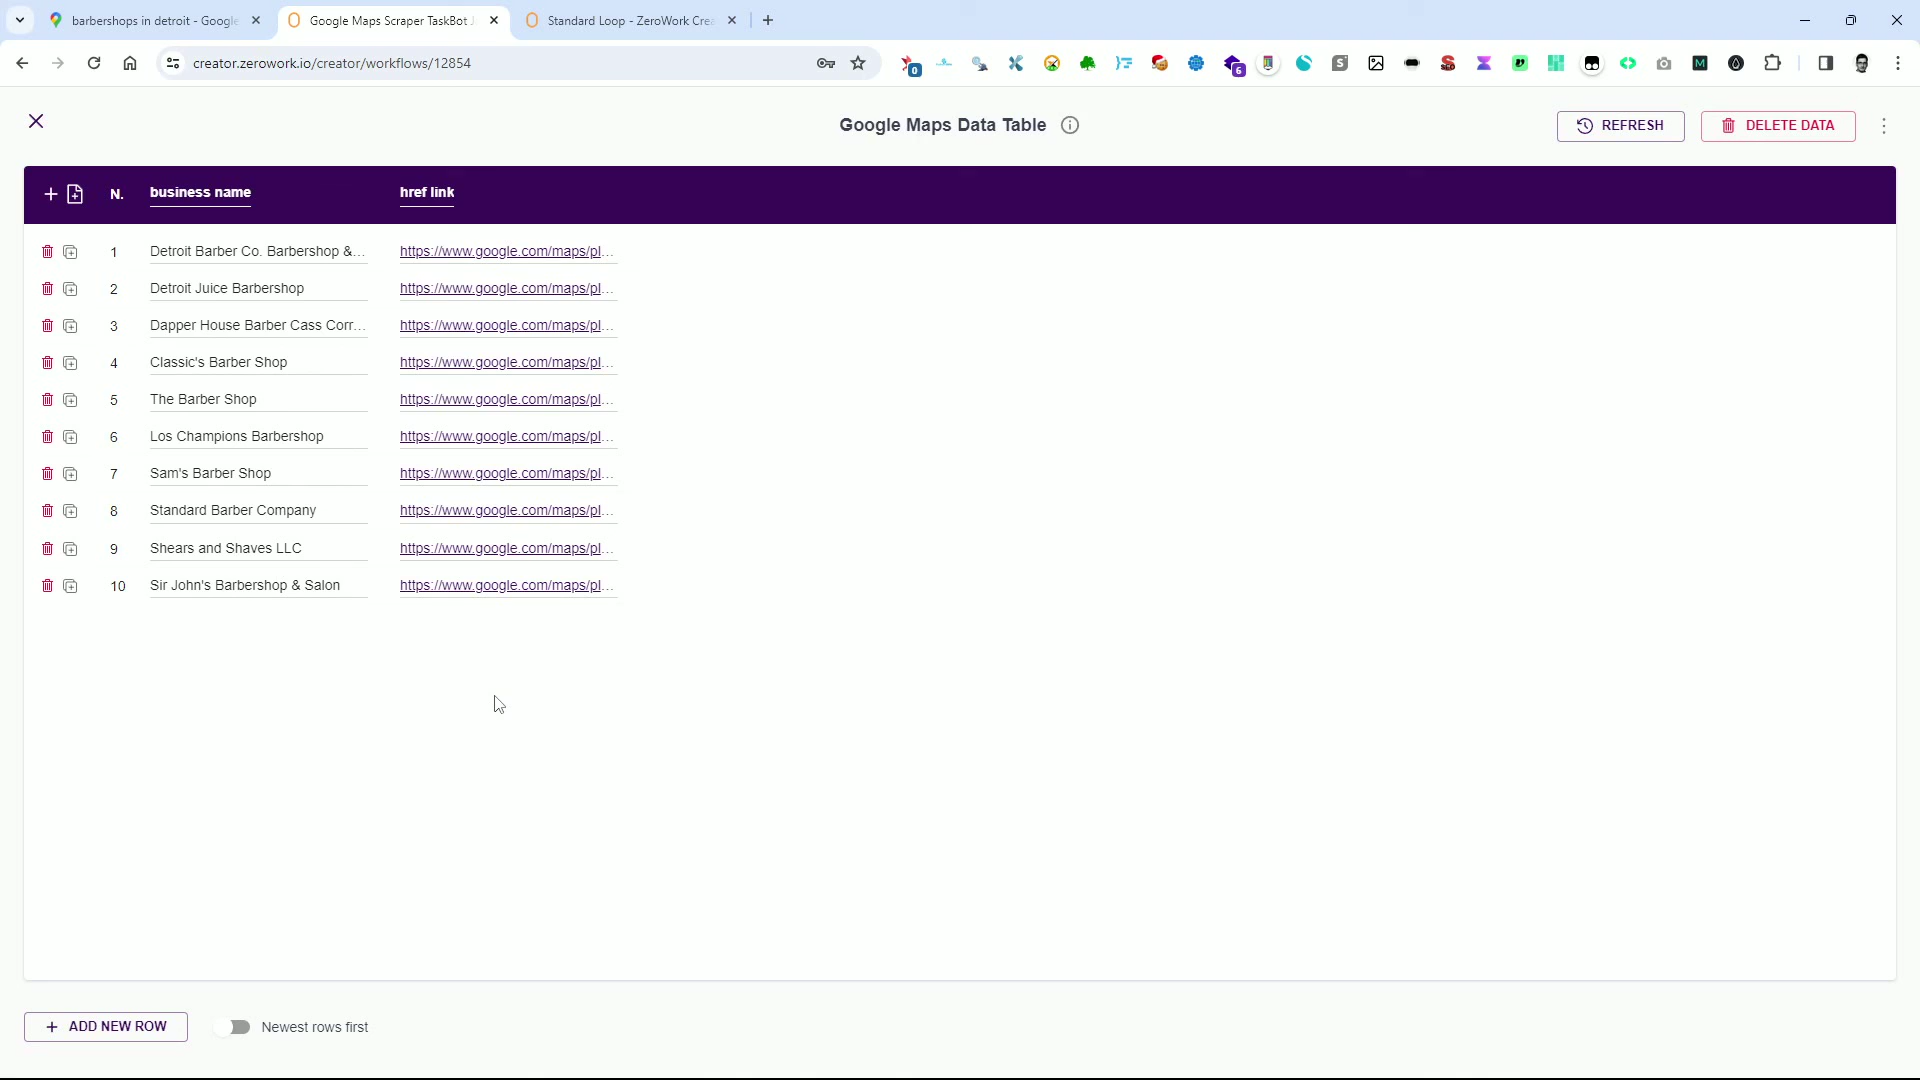 barbershops in detroit - Google
Google Maps Scraper TaskBot
Standard Loop - ZeroWork Crea
creator.zerowork.io/creator/workflows/12854
0
6
Google Maps Data Table
REFRESH
DELETE DATA
N.
business name
href link
1
Detroit Barber Co. Barbershop &...
https://www.google.com/maps/pl...
2
Detroit Juice Barbershop
https://www.google.com/maps/pl...
3
Dapper House Barber Cass Corr...
https://www.google.com/maps/pl...
4
Classic's Barber Shop
https://www.google.com/maps/pl...
5
The Barber Shop
https://www.google.com/maps/pl...
6
Los Champions Barbershop
https://www.google.com/maps/pl...
7
Sam's Barber Shop
https://www.google.com/maps/pl...
8
Standard Barber Company
https://www.google.com/maps/pl...
9
Shears and Shaves LLC
https://www.google.com/maps/pl...
10
Sir John's Barbershop & Salon
https://www.google.com/maps/pl...
ADD NEW ROW
Newest rows first